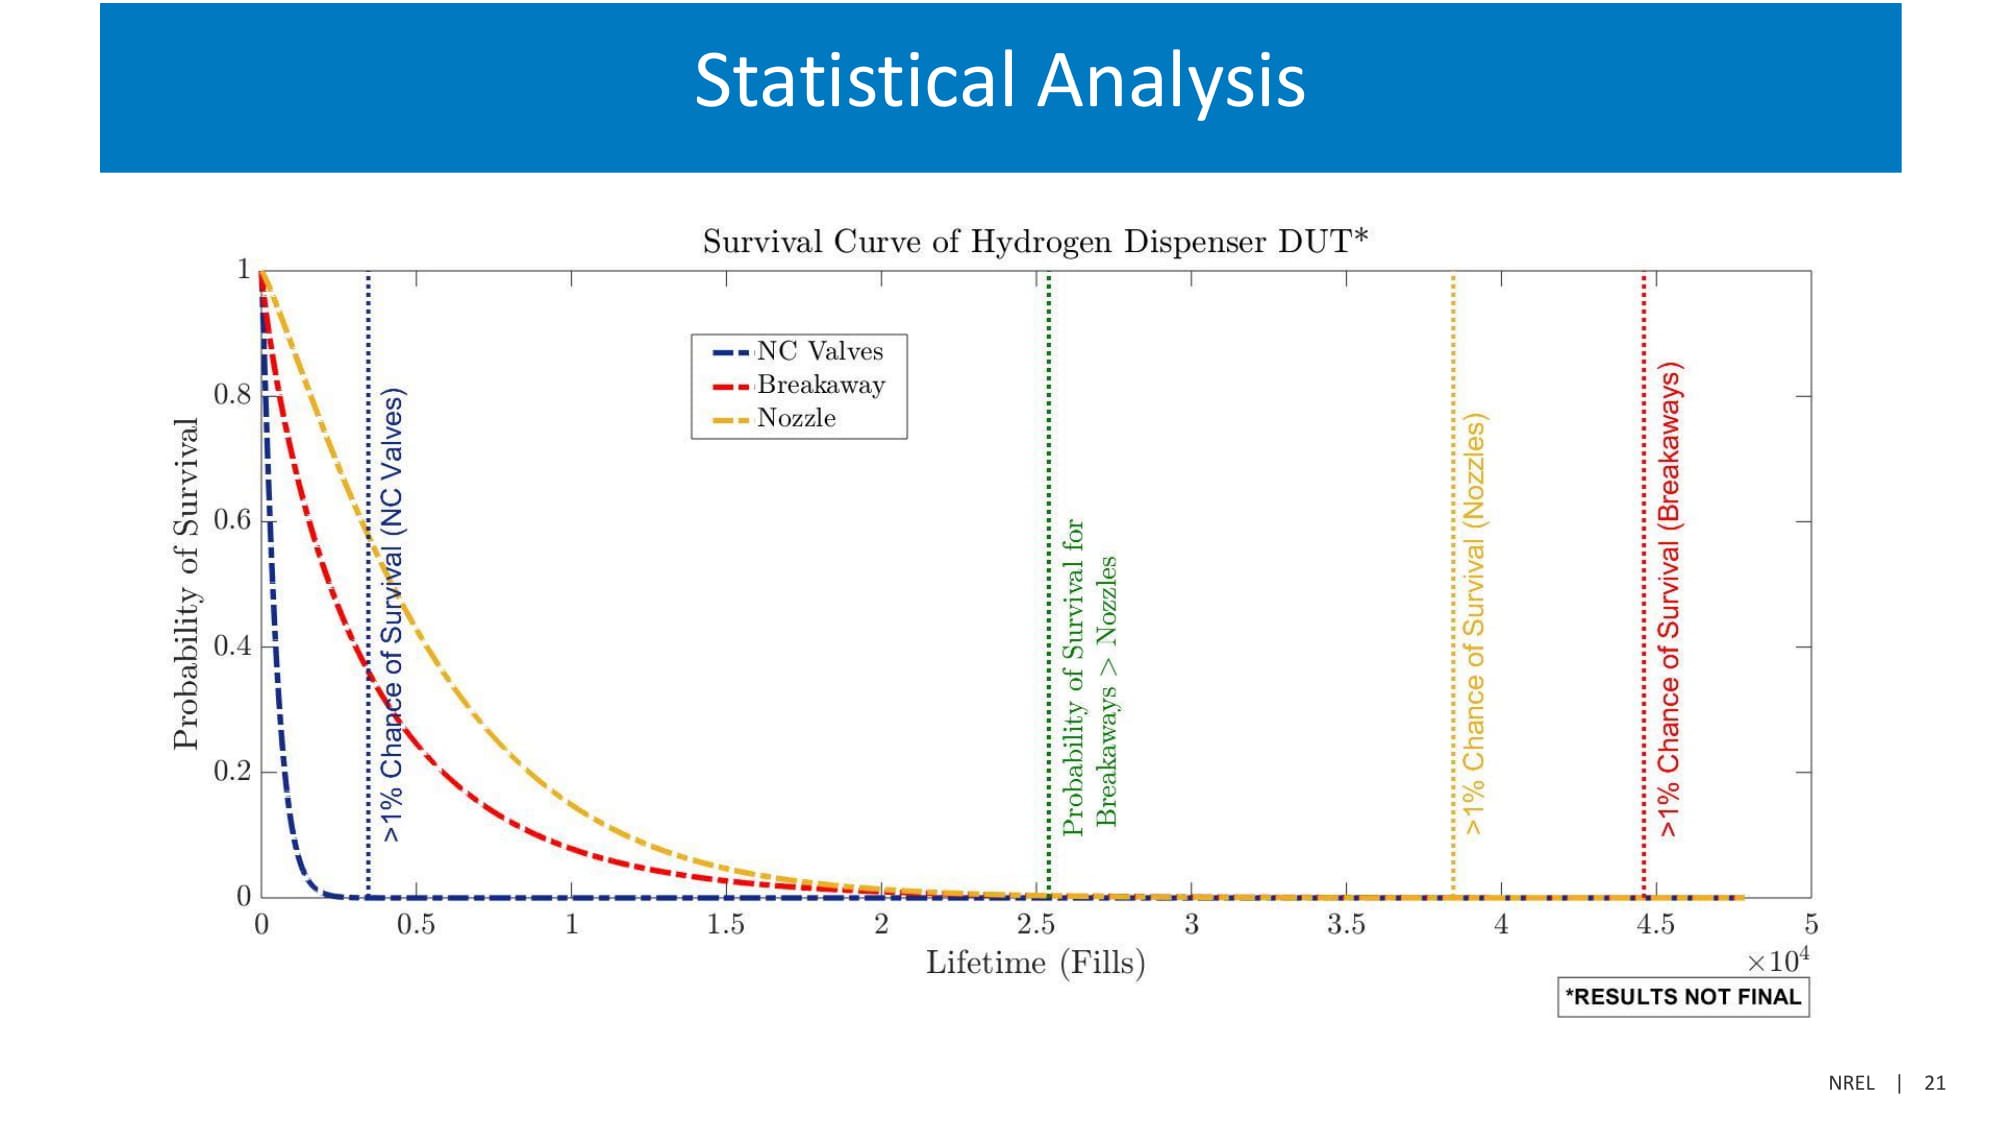 Statistical Analysis
Survival Curve of Hydrogen Dispenser DUT*
1
0.8
0.6
0.4
0.2
0
Probability of Survival
NC Valves
Breakaway
Nozzle
>1% Chance of Survival (NC Valves)
Probability of Survival for
Breakaways > Nozzles
>1% Chance of Survival (Nozzles)
>1% Chance of Survival (Breakaways)
0 0.5 1 1.5 2 2.5 3 3.5 4 4.5 5
×10⁴
Lifetime (Fills)
*RESULTS NOT FINAL
NREL | 21